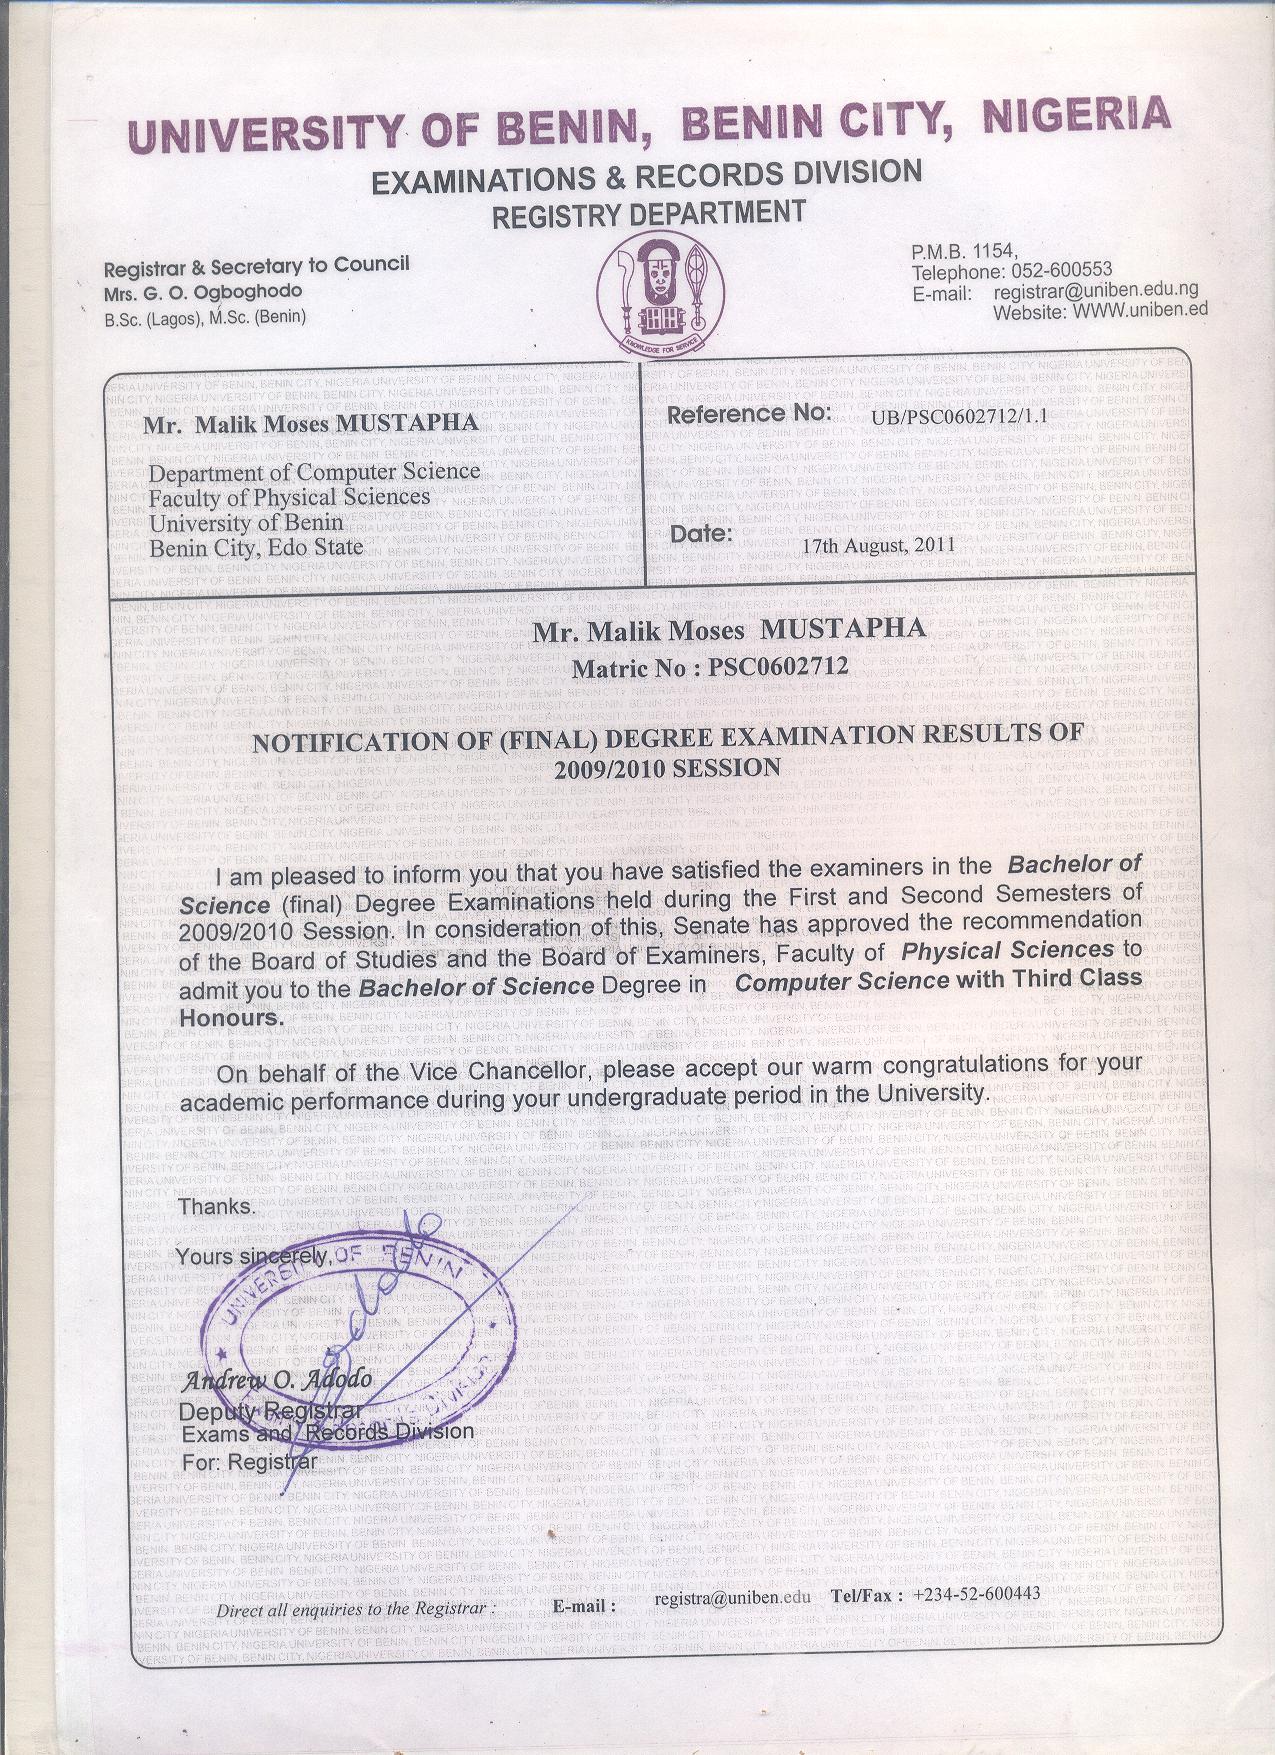 UNIVERSITY OF BENIN, BENIN CITY, NIGERIA
EXAMINATIONS & RECORDS DIVISION
REGISTRY DEPARTMENT
Registrar & Secretary to Council
Mrs. G. O. Ogboghodo
B.Sc. (Lagos), M.Sc. (Benin)
KNOWLEDGE FOR SERVICE
P.M.B. 1154,
Telephone: 052-600553
E-mail: registrar@uniben.edu.ng
Website: WWW.uniben.ed
Mr. Malik Moses MUSTAPHA
Department of Computer Science
Faculty of Physical Sciences
University of Benin
Benin City, Edo State
Reference No: UB/PSC0602712/1.1
Date: 17th August, 2011
Mr. Malik Moses MUSTAPHA
Matric No : PSC0602712
NOTIFICATION OF (FINAL) DEGREE EXAMINATION RESULTS OF
2009/2010 SESSION
I am pleased to inform you that you have satisfied the examiners in the Bachelor of
Science (final) Degree Examinations held during the First and Second Semesters of
2009/2010 Session. In consideration of this, Senate has approved the recommendation
of the Board of Studies and the Board of Examiners, Faculty of Physical Sciences to
admit you to the Bachelor of Science Degree in Computer Science with Third Class
Honours.
On behalf of the Vice Chancellor, please accept our warm congratulations for your
academic performance during your undergraduate period in the University.
Thanks.
Yours sincerely,
UNIVERSITY OF BENIN
Andrew O. Adodo
Deputy Registrar
Exams and Records Division
For: Registrar
Direct all enquiries to the Registrar : E-mail : registra@uniben.edu Tel/Fax : +234-52-600443